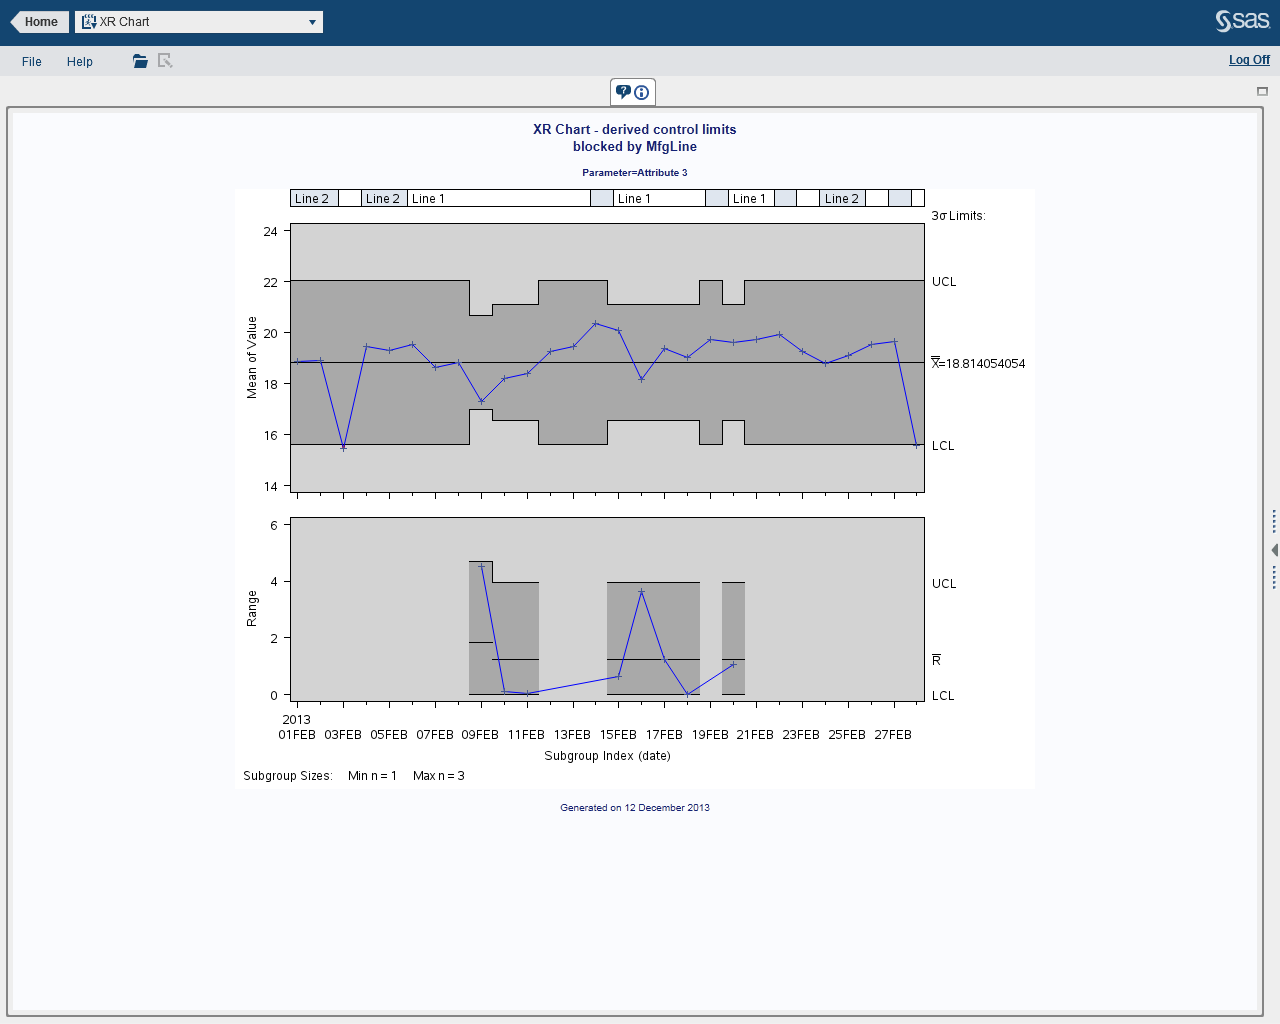 Home
XR Chart
sas
File Help
Log Off
XR Chart - derived control limits
blocked by MfgLine
Parameter=Attribute 3
Line 2 Line 2 Line 1 Line 1 Line 1 Line 2
3σ Limits:
24
22
20
18
16
14
Mean of Value
UCL
X=18.814054054
LCL
6
4
2
0
Range
UCL
R
LCL
2013
01FEB 03FEB 05FEB 07FEB 09FEB 11FEB 13FEB 15FEB 17FEB 19FEB 21FEB 23FEB 25FEB 27FEB
Subgroup Index (date)
Subgroup Sizes: Min n = 1 Max n = 3
Generated on 12 December 2013